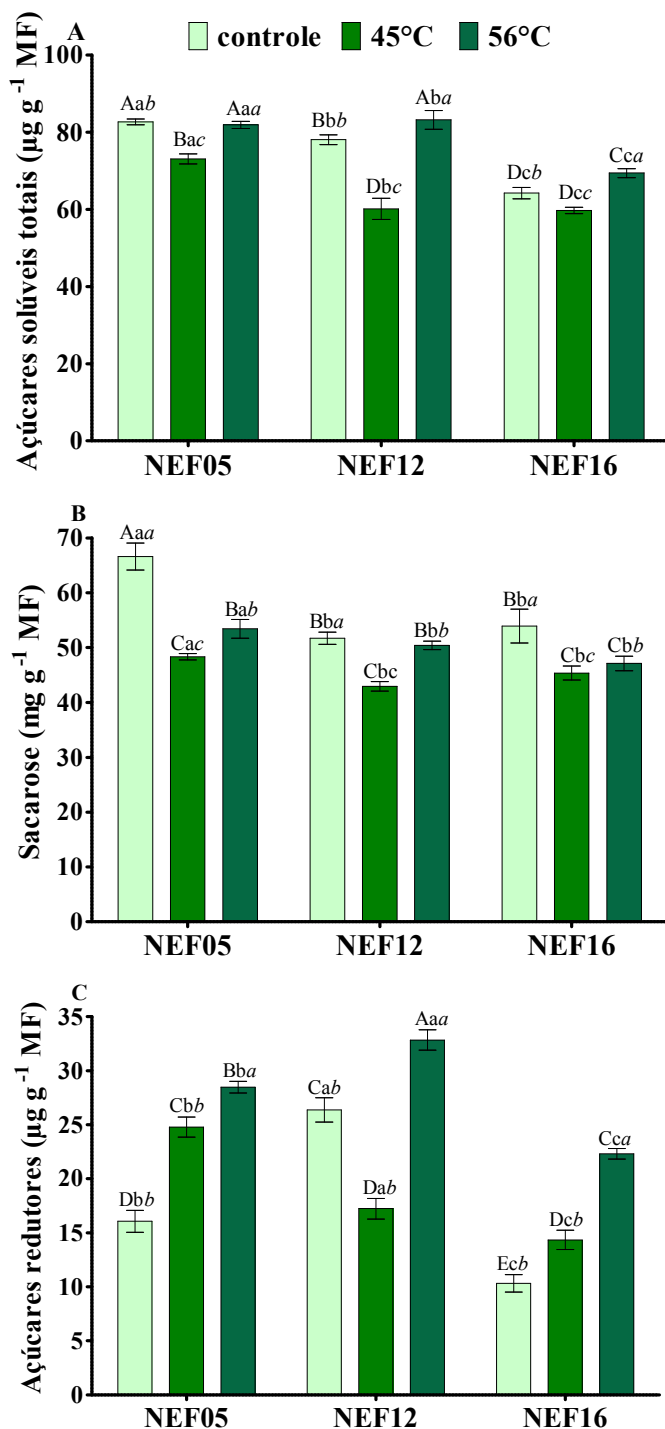 A
controle 45°C 56°C
Açúcares solúveis totais (µg g -1 MF)
100
80
60
40
20
0
Aab Bac Aaa Bbb Dbc Aba Dcb Dcc Cca
NEF05 NEF12 NEF16
B
Sacarose (mg g -1 MF)
70
60
50
40
30
20
10
0
Aaa Cac Bab Bba Cbc Bbb Bba Cbc Cbb
NEF05 NEF12 NEF16
C
Açúcares redutores (µg g -1 MF)
35
30
25
20
15
10
5
0
Dbb Cbb Bba Cab Dab Aaa Ecb Dcb Cca
NEF05 NEF12 NEF16